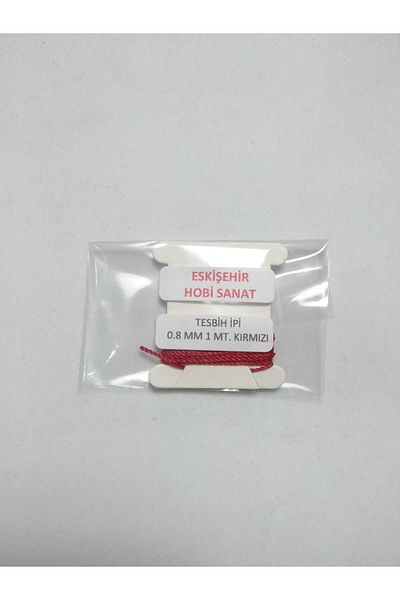 ESKİŞEHİR
HOBİ SANAT
TESBİH İPİ
0.8 MM 1 MT. KIRMIZI